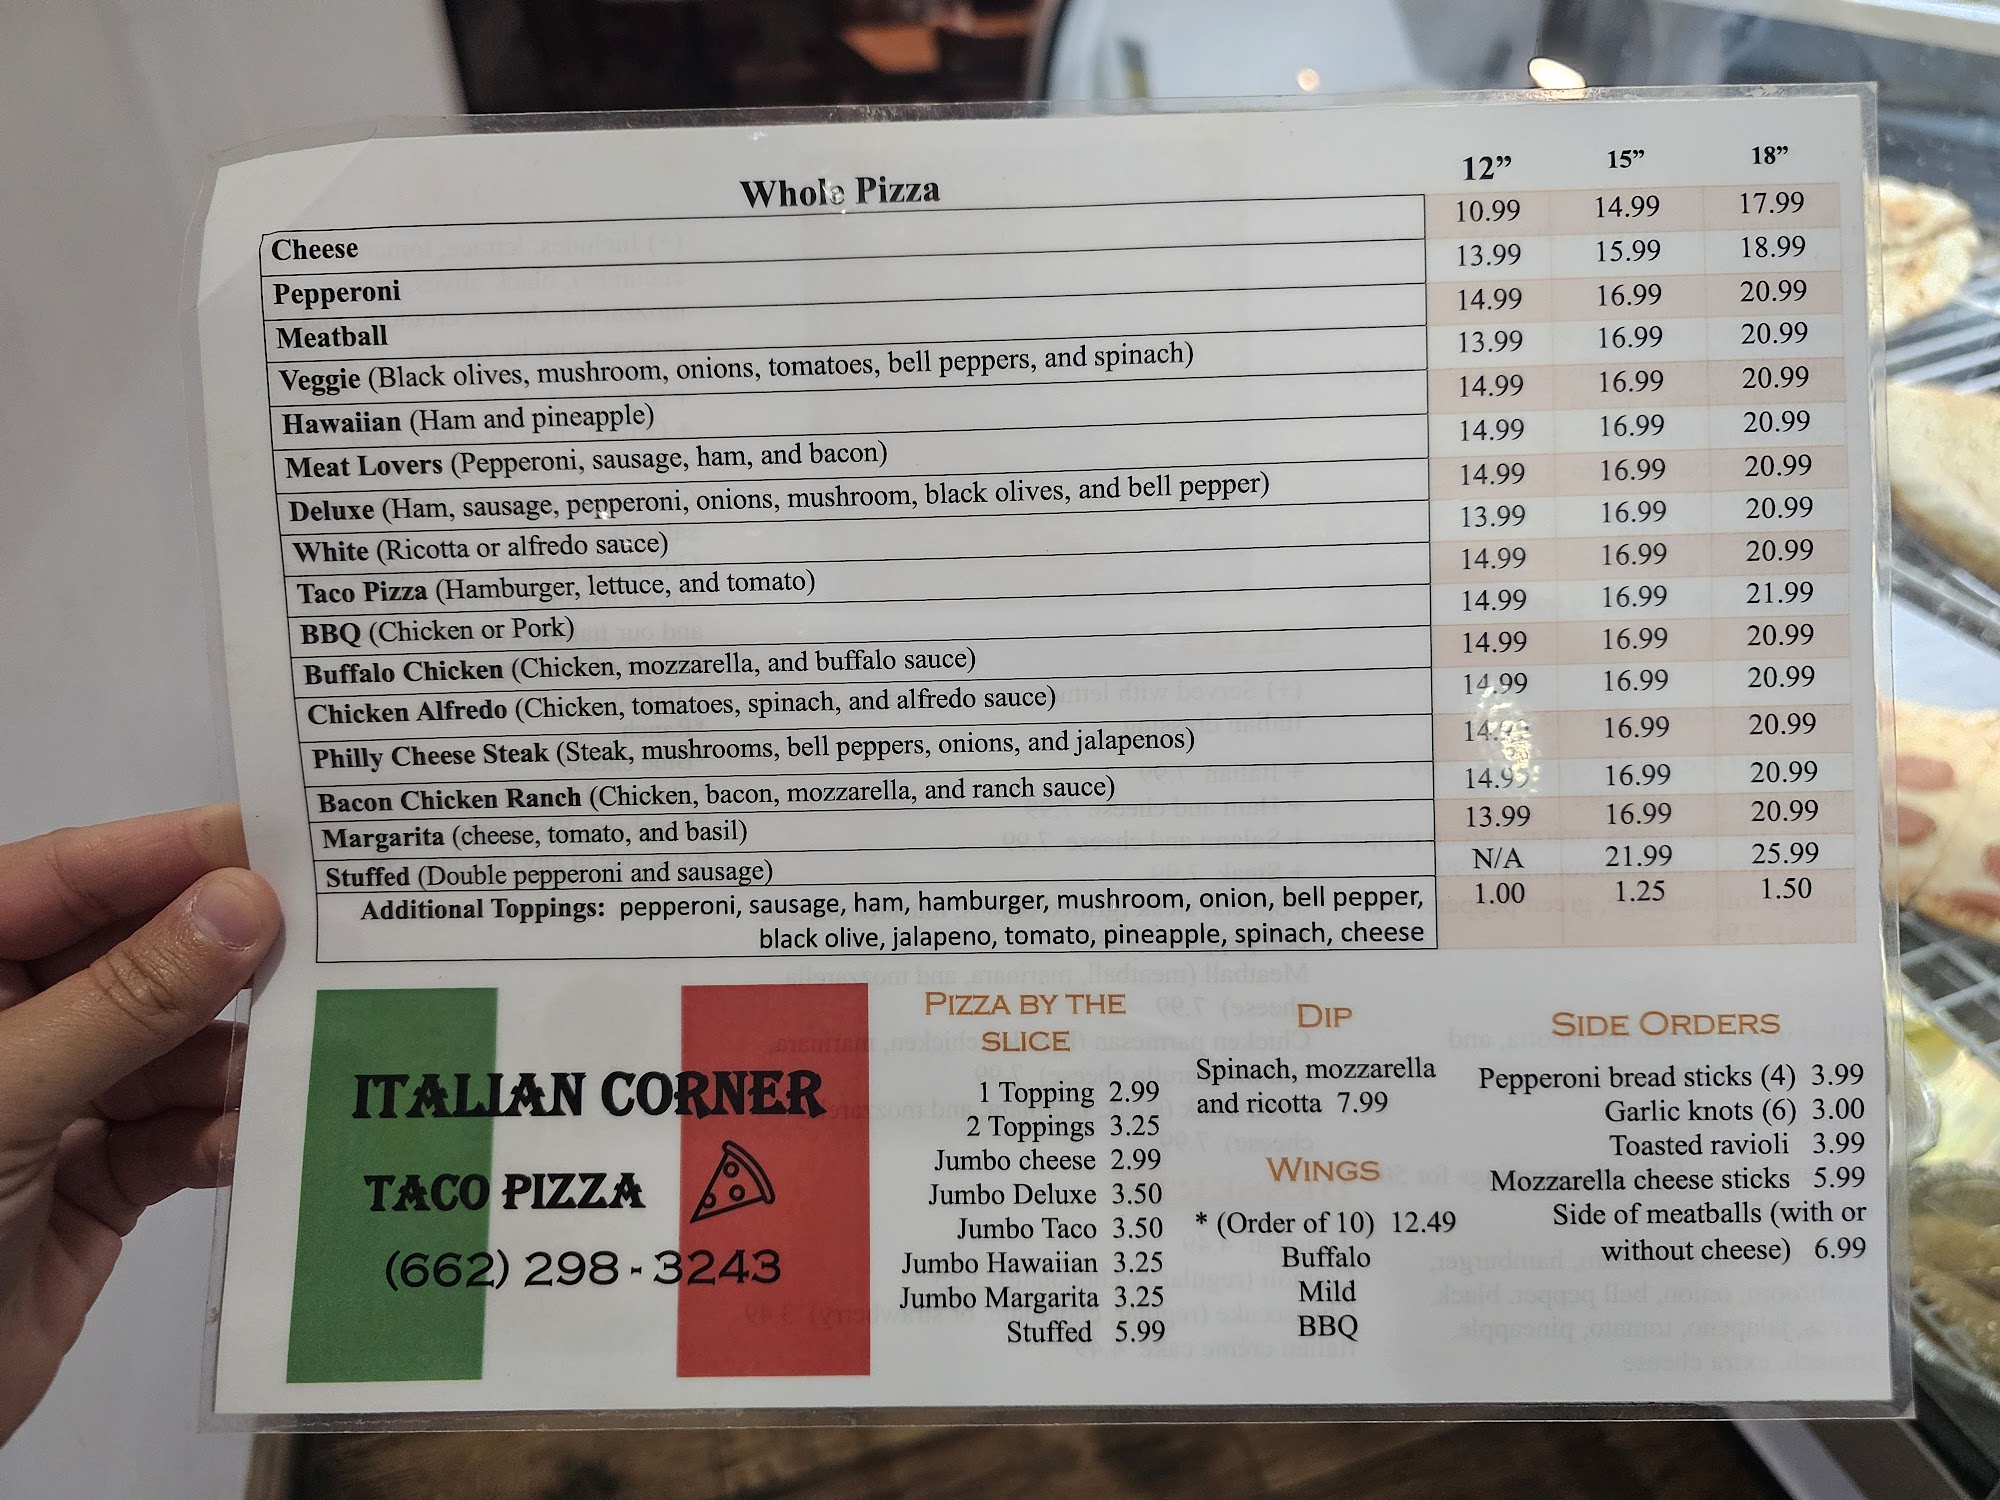 Whole Pizza 12” 15” 18”
Cheese 10.99 14.99 17.99
Pepperoni 13.99 15.99 18.99
Meatball 14.99 16.99 20.99
Veggie (Black olives, mushroom, onions, tomatoes, bell peppers, and spinach) 13.99 16.99 20.99
Hawaiian (Ham and pineapple) 14.99 16.99 20.99
Meat Lovers (Pepperoni, sausage, ham, and bacon) 14.99 16.99 20.99
Deluxe (Ham, sausage, pepperoni, onions, mushroom, black olives, and bell pepper) 14.99 16.99 20.99
White (Ricotta or alfredo sauce) 13.99 16.99 20.99
Taco Pizza (Hamburger, lettuce, and tomato) 14.99 16.99 20.99
BBQ (Chicken or Pork) 14.99 16.99 21.99
Buffalo Chicken (Chicken, mozzarella, and buffalo sauce) 14.99 16.99 20.99
Chicken Alfredo (Chicken, tomatoes, spinach, and alfredo sauce) 14.99 16.99 20.99
Philly Cheese Steak (Steak, mushrooms, bell peppers, onions, and jalapenos) 16.99 20.99
Bacon Chicken Ranch (Chicken, bacon, mozzarella, and ranch sauce) 14.99 16.99 20.99
Margarita (cheese, tomato, and basil) 13.99 16.99 20.99
Stuffed (Double pepperoni and sausage) N/A 21.99 25.99
Additional Toppings: pepperoni, sausage, ham, hamburger, mushroom, onion, bell pepper, 1.00 1.25 1.50
black olive, jalapeno, tomato, pineapple, spinach, cheese
ITALIAN CORNER
TACO PIZZA
(662) 298-3243
PIZZA BY THE
SLICE
1 Topping 2.99
2 Toppings 3.25
Jumbo cheese 2.99
Jumbo Deluxe 3.50
Jumbo Taco 3.50
Jumbo Hawaiian 3.25
Jumbo Margarita 3.25
Stuffed 5.99
DIP
Spinach, mozzarella
and ricotta 7.99
WINGS
* (Order of 10) 12.49
Buffalo
Mild
BBQ
SIDE ORDERS
Pepperoni bread sticks (4) 3.99
Garlic knots (6) 3.00
Toasted ravioli 3.99
Mozzarella cheese sticks 5.99
Side of meatballs (with or
without cheese) 6.99